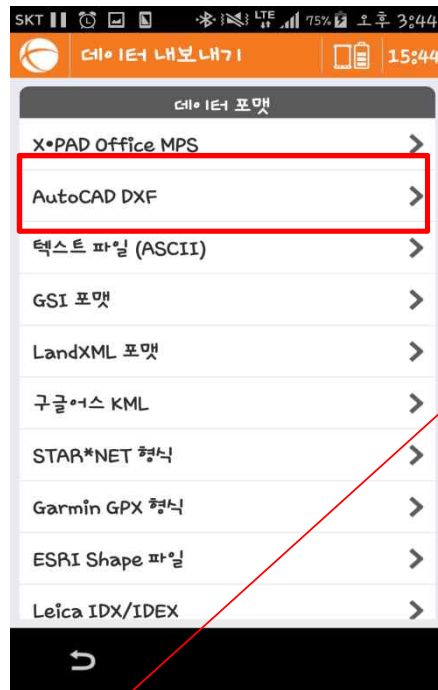 SKT LTE 75% 오후 3:44
데이터 내보내기 15:44
데이터 포맷
X•PAD Office MPS
AutoCAD DXF
텍스트 파일 (ASCII)
GSI 포맷
LandXML 포맷
구글어스 KML
STAR*NET 형식
Garmin GPX 형식
ESRI Shape 파일
Leica IDX/IDEX